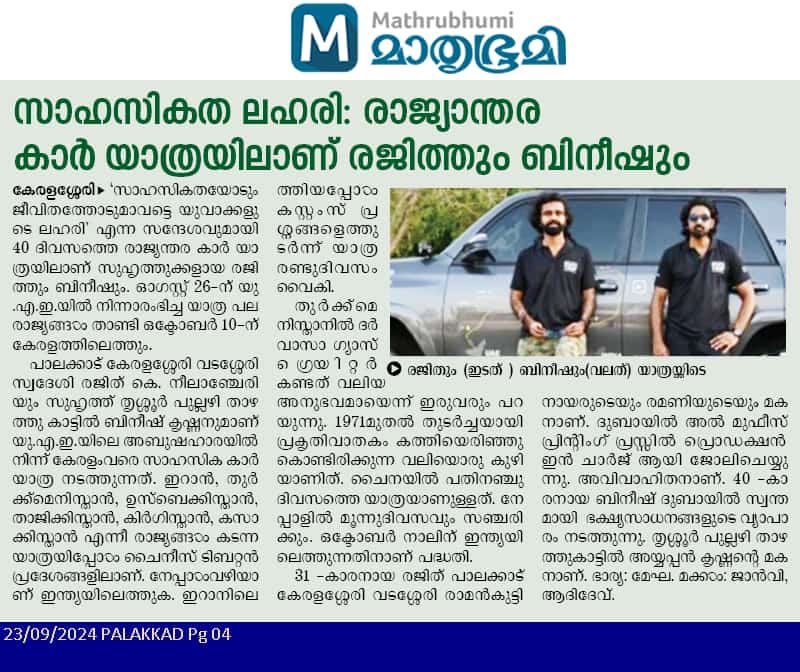 Mathrubhumi
മാതൃഭൂമി
സാഹസികത ലഹരി: രാജ്യാന്തര
കാർ യാത്രയിലാണ് രജിത്തും ബിനീഷും
കേരളശ്ശേരി ▸ ‘സാഹസികതയോടും
ജീവിതത്തോടുമാവട്ടെ യുവാക്കളു
ടെ ലഹരി’ എന്ന സന്ദേശവുമായി
40 ദിവസത്തെ രാജ്യന്തര കാർ യാ
ത്രയിലാണ് സുഹൃത്തുക്കളായ രജി
ത്തും ബിനീഷും. ഓഗസ്റ്റ് 26-ന് യു
.എ.ഇ.യിൽ നിന്നാരംഭിച്ച യാത്ര പല
രാജ്യങ്ങൾ താണ്ടി ഒക്ടോബർ 10-ന്
കേരളത്തിലെത്തും.
പാലക്കാട് കേരളശ്ശേരി വടശ്ശേരി
സ്വദേശി രജിത് കെ. നീലാഞ്ചേരി
യും സുഹൃത്ത് തൃശ്ശൂർ പുല്ലഴി താഴ
ത്തു കാട്ടിൽ ബിനീഷ് കൃഷ്ണനുമാണ്
യു.എ.ഇ.യിലെ അബുഷഹാരയിൽ
നിന്ന് കേരളംവരെ സാഹസിക കാർ
യാത്ര നടത്തുന്നത്. ഇറാൻ, തുർ
ക്ക്മെനിസ്താൻ, ഉസ്ബെക്കിസ്താൻ,
താജിക്കിസ്താൻ, കിർഗിസ്താൻ, കസാ
ക്കിസ്താൻ എന്നീ രാജ്യങ്ങൾ കടന്ന
യാത്രയിപ്പോൾ ചൈനീസ് ടിബറ്റൻ
പ്രദേശങ്ങളിലാണ്. നേപ്പാൾവഴിയാ
ണ് ഇന്ത്യയിലെത്തുക. ഇറാനിലെ
ത്തിയപ്പോൾ
കസ്റ്റംസ് പ്ര
ശ്നങ്ങളെത്തു
ടർന്ന് യാത്ര
രണ്ടുദിവസം
വൈകി.
തുർക്ക്മെ
നിസ്താനിൽ ദർ
വാസാ ഗ്യാസ്
ഗ്രെയിറ്റർ
കണ്ടത് വലിയ
അനുഭവമായെന്ന് ഇരുവരും പറ
യുന്നു. 1971മുതൽ തുടർച്ചയായി
പ്രകൃതിവാതകം കത്തിയെരിഞ്ഞു
കൊണ്ടിരിക്കുന്ന വലിയൊരു കുഴി
യാണിത്. ചൈനയിൽ പതിനഞ്ചു
ദിവസത്തെ യാത്രയാണുള്ളത്. നേ
പ്പാളിൽ മൂന്നുദിവസവും സഞ്ചരി
ക്കും. ഒക്ടോബർ നാലിന് ഇന്ത്യയി
ലെത്തുന്നതിനാണ് പദ്ധതി.
31 -കാരനായ രജിത് പാലക്കാട്
കേരളശ്ശേരി വടശ്ശേരി രാമൻകുട്ടി
രജിതും (ഇടത് ) ബിനീഷും(വലത്) യാത്രയ്ക്കിടെ
നായരുടെയും രമണിയുടെയും മക
നാണ്. ദുബായിൽ അൽ മുഫീസ്
പ്രിന്റിംഗ് പ്രസ്സിൽ പ്രൊഡക്ഷൻ
ഇൻ ചാർജ് ആയി ജോലിചെയ്യു
ന്നു. അവിവാഹിതനാണ്. 40 -കാ
രനായ ബിനീഷ് ദുബായിൽ സ്വന്ത
മായി ഭക്ഷ്യസാധനങ്ങളുടെ വ്യാപാ
രം നടത്തുന്നു. തൃശ്ശൂർ പുല്ലഴി താഴ
ത്തുകാട്ടിൽ അയ്യപ്പൻ കൃഷ്ണന്റെ മക
നാണ്. ഭാര്യ: മേഘ. മക്കൾ: ജാൻവി,
ആദിദേവ്.
23/09/2024 PALAKKAD Pg 04